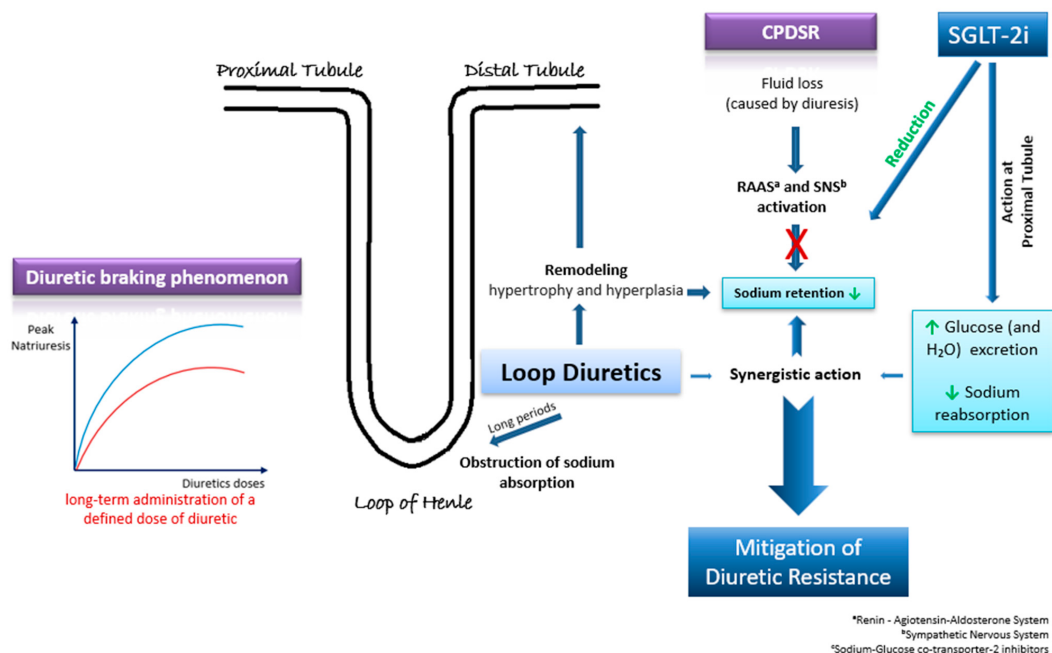 CPDSR
SGLT-2i
Proximal Tubule
Distal Tubule
Fluid loss
(caused by diuresis)
Reduction
Action at
Proximal Tubule
RAASᵃ and SNSᵇ
activation
X
Diuretic braking phenomenon
Remodeling
hypertrophy and hyperplasia
Sodium retention ↓
Peak
Natriuresis
↑ Glucose (and
H₂O) excretion
↓ Sodium
reabsorption
Loop Diuretics
Synergistic action
Long periods
Obstruction of sodium
absorption
Diuretics doses
long-term administration of a
defined dose of diuretic
Loop of Henle
Mitigation of
Diuretic Resistance
ᵃRenin - Agiotensin-Aldosterone System
ᵇSympathetic Nervous System
ᶜSodium-Glucose co-transporter-2 inhibitors